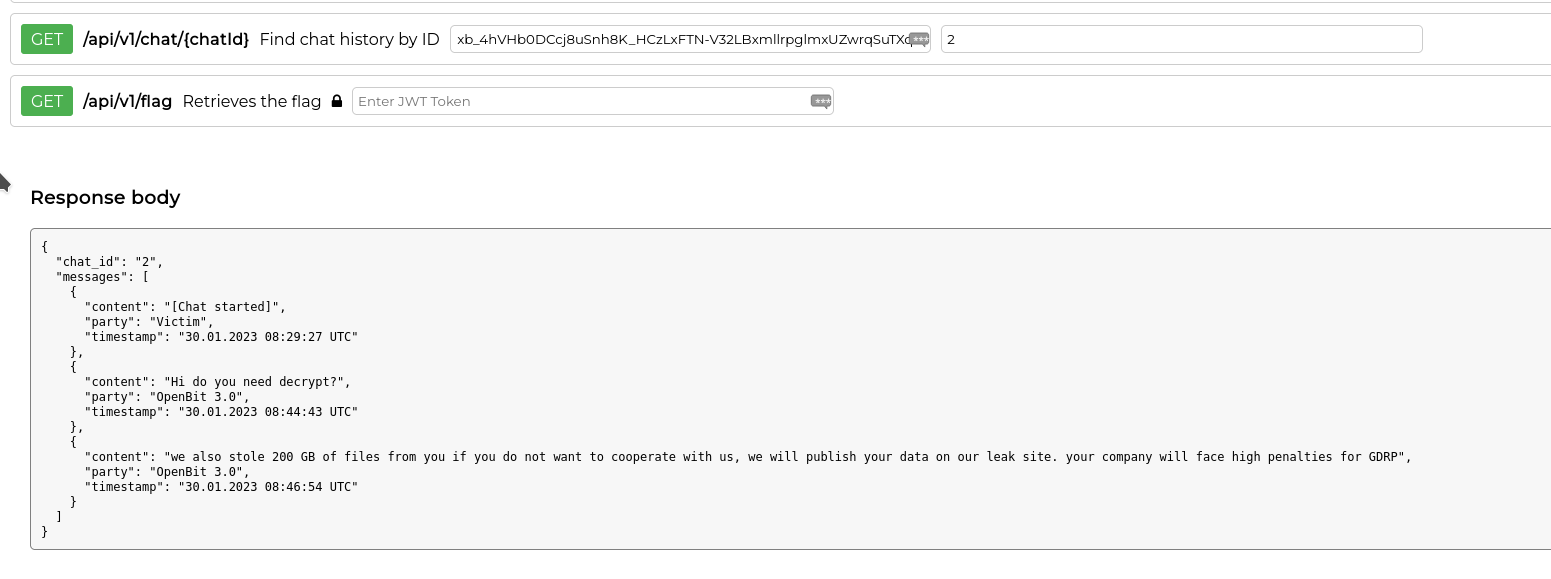 GET /api/v1/chat/{chatId} Find chat history by ID xb_4hVHb0DCcj8uSnh8K_HCzLxFTN-V32LBxmllrpglmxUZwrqSuTXq 2
GET /api/v1/flag Retrieves the flag Enter JWT Token
Response body
{
  "chat_id": "2",
  "messages": [
    {
      "content": "[Chat started]",
      "party": "Victim",
      "timestamp": "30.01.2023 08:29:27 UTC"
    },
    {
      "content": "Hi do you need decrypt?",
      "party": "OpenBit 3.0",
      "timestamp": "30.01.2023 08:44:43 UTC"
    },
    {
      "content": "we also stole 200 GB of files from you if you do not want to cooperate with us, we will publish your data on our leak site. your company will face high penalties for GDRP",
      "party": "OpenBit 3.0",
      "timestamp": "30.01.2023 08:46:54 UTC"
    }
  ]
}